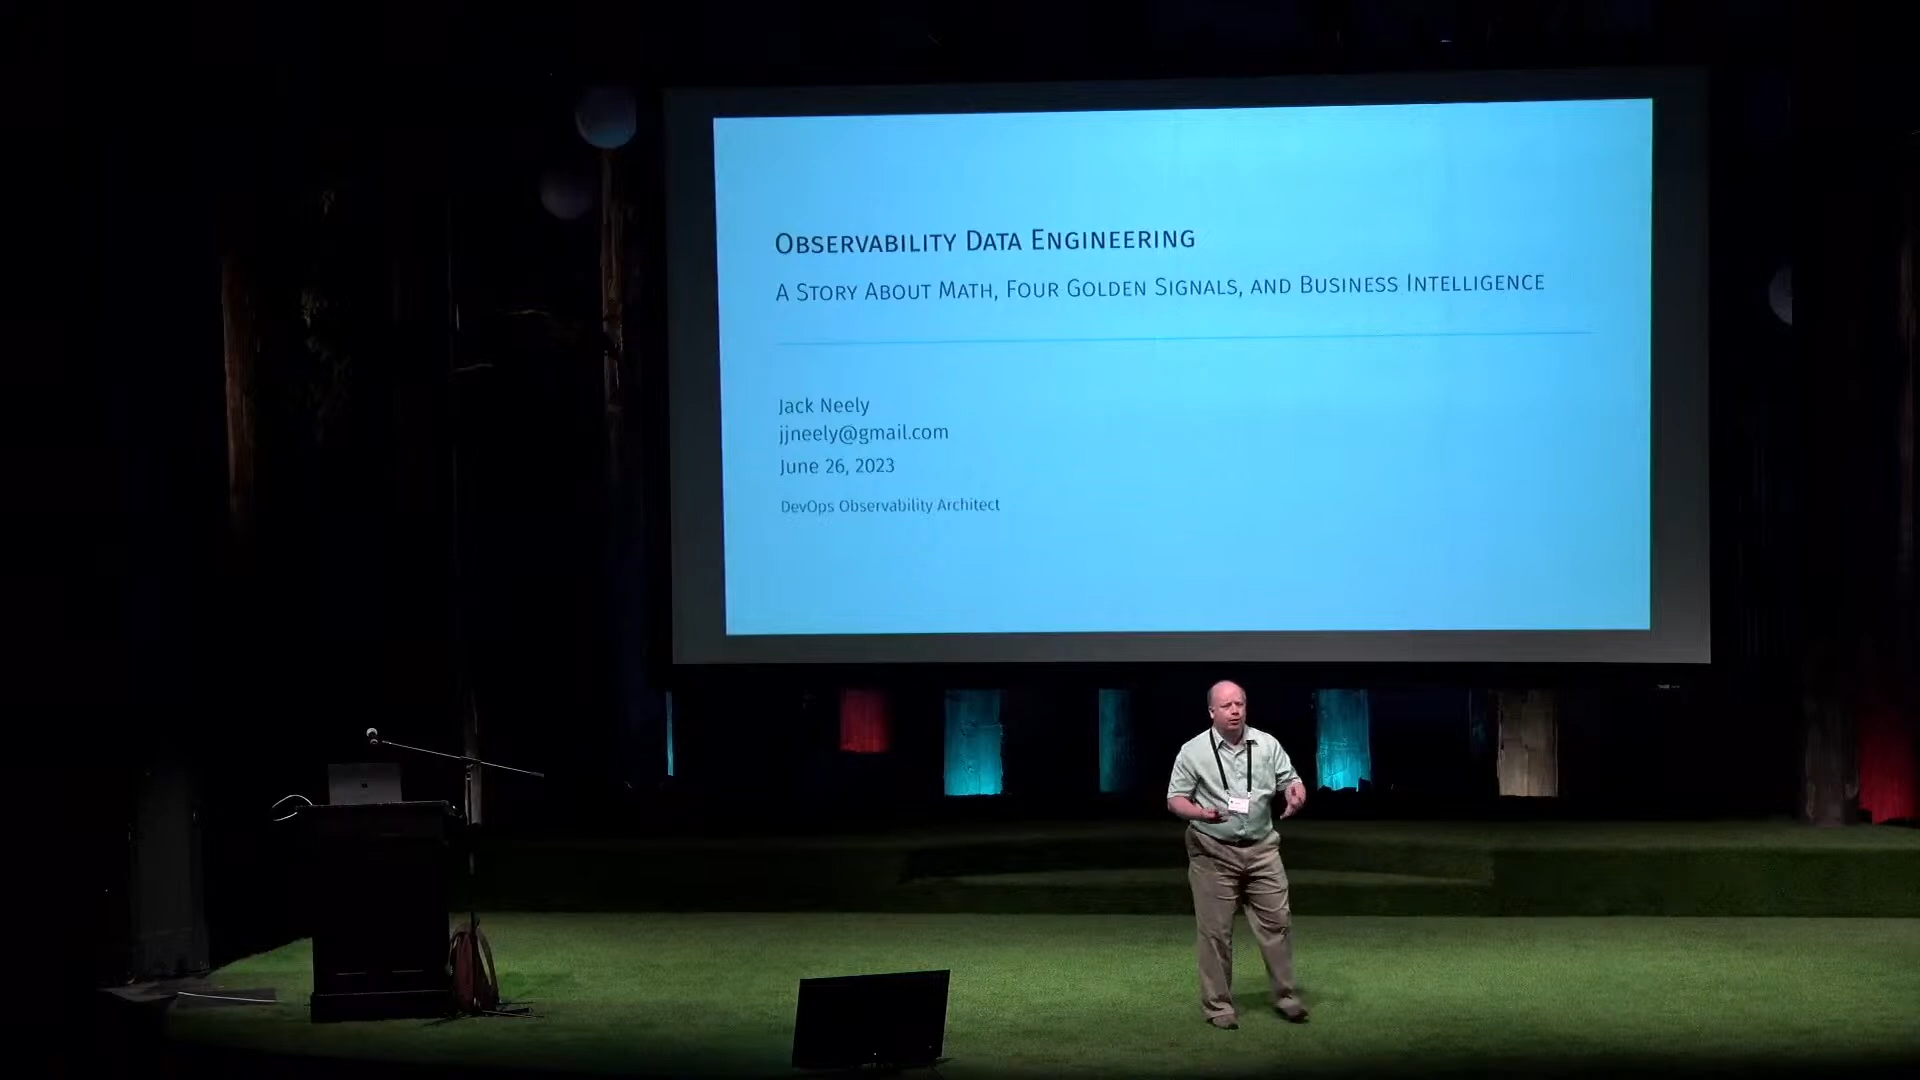 Observability Data Engineering
A Story About Math, Four Golden Signals, and Business Intelligence
Jack Neely
jjneely@gmail.com
June 26, 2023
DevOps Observability Architect